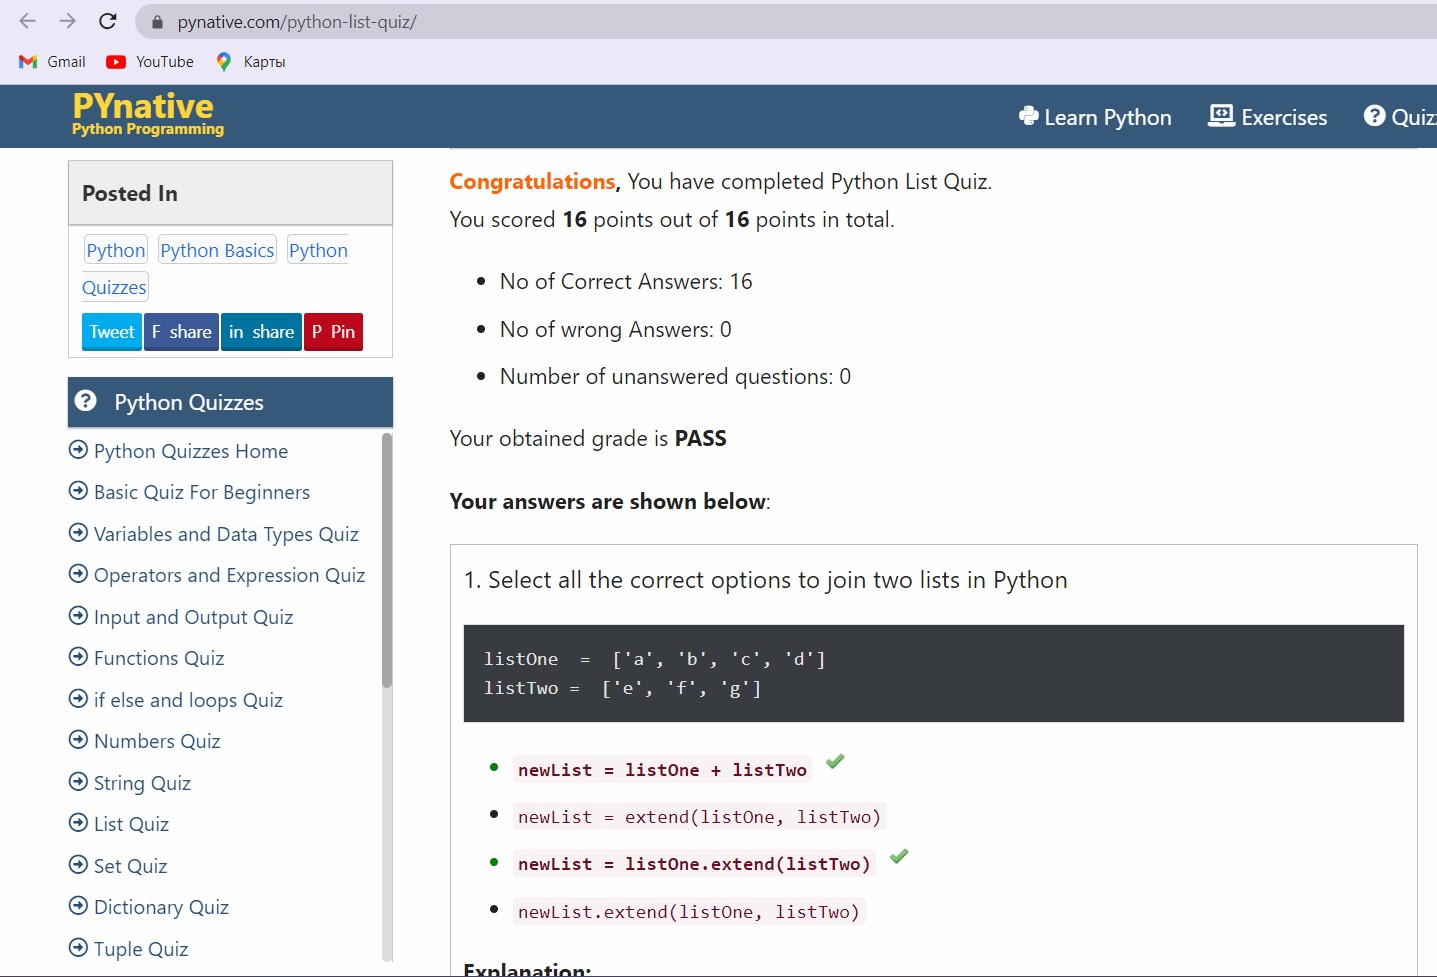 pynative.com/python-list-quiz/
Gmail YouTube Карты
PYnative
Python Programming
Learn Python Exercises
Posted In
Python Python Basics Python
Quizzes
Tweet F share in share P Pin
Python Quizzes
Python Quizzes Home
Basic Quiz For Beginners
Variables and Data Types Quiz
Operators and Expression Quiz
Input and Output Quiz
Functions Quiz
if else and loops Quiz
Numbers Quiz
String Quiz
List Quiz
Set Quiz
Dictionary Quiz
Tuple Quiz
Congratulations, You have completed Python List Quiz.
You scored 16 points out of 16 points in total.
No of Correct Answers: 16
No of wrong Answers: 0
Number of unanswered questions: 0
Your obtained grade is PASS
Your answers are shown below:
1. Select all the correct options to join two lists in Python
listOne = ['a', 'b', 'c', 'd']
listTwo = ['e', 'f', 'g']
newList = listOne + listTwo
newList = extend(listOne, listTwo)
newList = listOne.extend(listTwo)
newList.extend(listOne, listTwo)
Explanation: